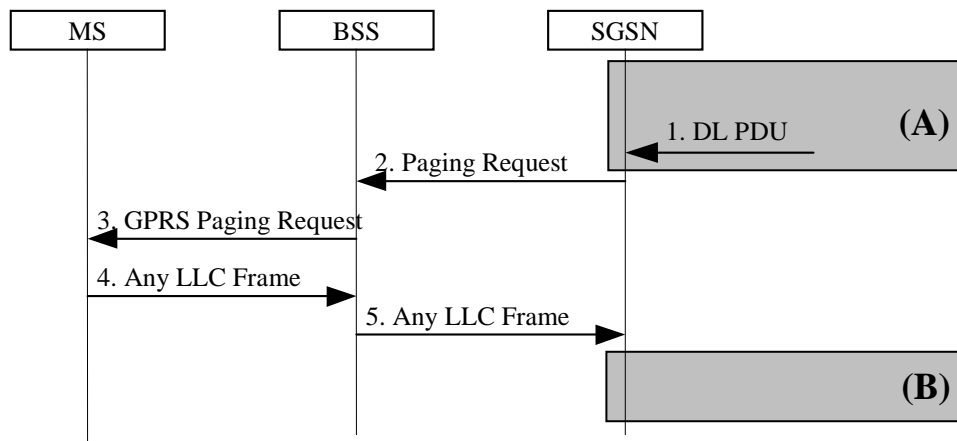 MS
BSS
SGSN
(A)
1. DL PDU
2. Paging Request
3. GPRS Paging Request
4. Any LLC Frame
5. Any LLC Frame
(B)